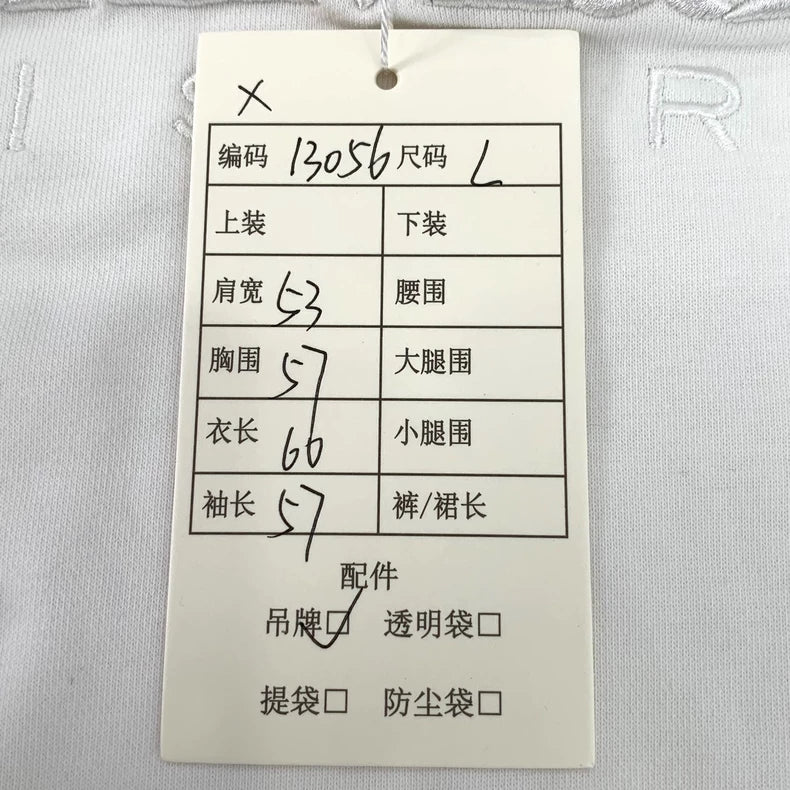 I S R
X
编码 13056 尺码 L
上装 下装
肩宽 53 腰围
胸围 57 大腿围
衣长 66 小腿围
袖长 57 裤/裙长
配件
吊牌☑ 透明袋□
提袋□ 防尘袋□